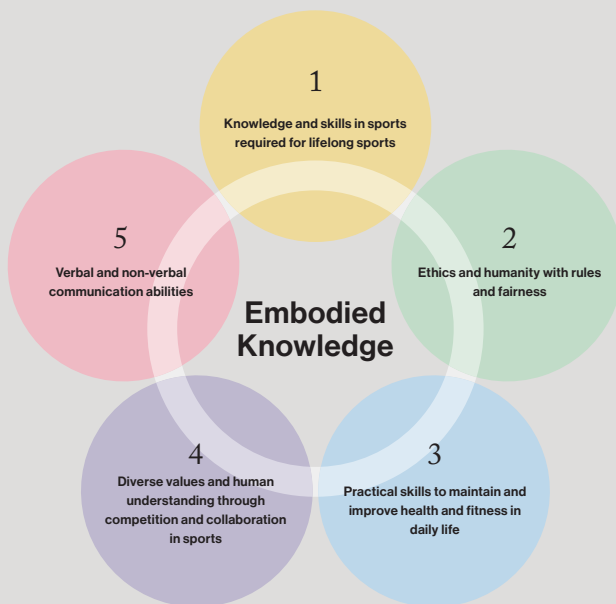 1
Knowledge and skills in sports
required for lifelong sports
2
Ethics and humanity with rules
and fairness
3
Practical skills to maintain and
improve health and fitness in
daily life
4
Diverse values and human
understanding through
competition and collaboration
in sports
5
Verbal and non-verbal
communication abilities
Embodied
Knowledge